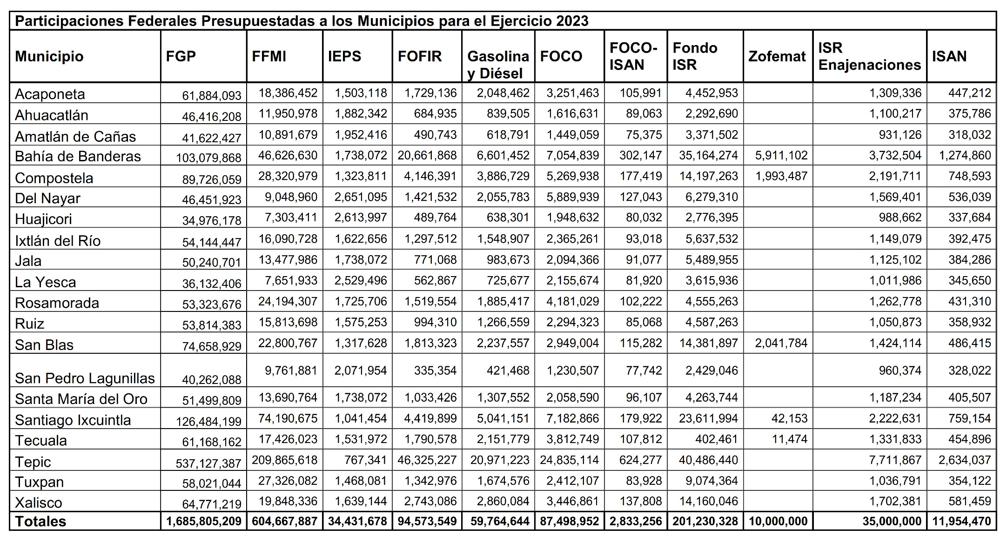 Participaciones Federales Presupuestadas a los Municipios para el Ejercicio 2023
Municipio FGP FFMI IEPS FOFIR Gasolina y Diésel FOCO FOCO-ISAN Fondo ISR Zofemat ISR Enajenaciones ISAN
Acaponeta 61,884,093 18,386,452 1,503,118 1,729,136 2,048,462 3,251,463 105,991 4,452,953 1,309,336 447,212
Ahuacatlán 46,416,208 11,950,978 1,882,342 684,935 839,505 1,616,631 89,063 2,292,690 1,100,217 375,786
Amatlán de Cañas 41,622,427 10,891,679 1,952,416 490,743 618,791 1,449,059 75,375 3,371,502 931,126 318,032
Bahía de Banderas 103,079,868 46,626,630 1,738,072 20,661,868 6,601,452 7,054,839 302,147 35,164,274 5,911,102 3,732,504 1,274,860
Compostela 89,726,059 28,320,979 1,323,811 4,146,391 3,886,729 5,269,938 177,419 14,197,263 1,993,487 2,191,711 748,593
Del Nayar 46,451,923 9,048,960 2,651,095 1,421,532 2,055,783 5,889,939 127,043 6,279,310 1,569,401 536,039
Huajicori 34,976,178 7,303,411 2,613,997 489,764 638,301 1,948,632 80,032 2,776,395 988,662 337,684
Ixtlán del Río 54,144,447 16,090,728 1,622,656 1,297,512 1,548,907 2,365,261 93,018 5,637,532 1,149,079 392,475
Jala 50,240,701 13,477,986 1,738,072 771,068 983,673 2,094,366 91,077 5,489,955 1,125,102 384,286
La Yesca 36,132,406 7,651,933 2,529,496 562,867 725,677 2,155,674 81,920 3,615,936 1,011,986 345,650
Rosamorada 53,323,676 24,194,307 1,725,706 1,519,554 1,885,417 4,181,029 102,222 4,555,263 1,262,778 431,310
Ruiz 53,814,383 15,813,698 1,575,253 994,310 1,266,559 2,294,323 85,068 4,587,263 1,050,873 358,932
San Blas 74,658,929 22,800,767 1,317,628 1,813,323 2,237,557 2,949,004 115,282 14,381,897 2,041,784 1,424,114 486,415
San Pedro Lagunillas 40,262,088 9,761,881 2,071,954 335,354 421,468 1,230,507 77,742 2,429,046 960,374 328,022
Santa María del Oro 51,499,809 13,690,764 1,738,072 1,033,426 1,307,552 2,058,590 96,107 4,263,744 1,187,234 405,507
Santiago Ixcuintla 126,484,199 74,190,675 1,041,454 4,419,899 5,041,151 7,182,866 179,922 23,611,994 42,153 2,222,631 759,154
Tecuala 61,168,162 17,426,023 1,531,972 1,790,578 2,151,779 3,812,749 107,812 402,461 11,474 1,331,833 454,896
Tepic 537,127,387 209,865,618 767,341 46,325,227 20,971,223 24,835,114 624,277 40,486,440 7,711,867 2,634,037
Tuxpan 58,021,044 27,326,082 1,468,081 1,342,976 1,674,576 2,412,107 83,928 9,074,364 1,036,791 354,122
Xalisco 64,771,219 19,848,336 1,639,144 2,743,086 2,860,084 3,446,861 137,808 14,160,046 1,702,381 581,459
Totales 1,685,805,209 604,667,887 34,431,678 94,573,549 59,764,644 87,498,952 2,833,256 201,230,328 10,000,000 35,000,000 11,954,470